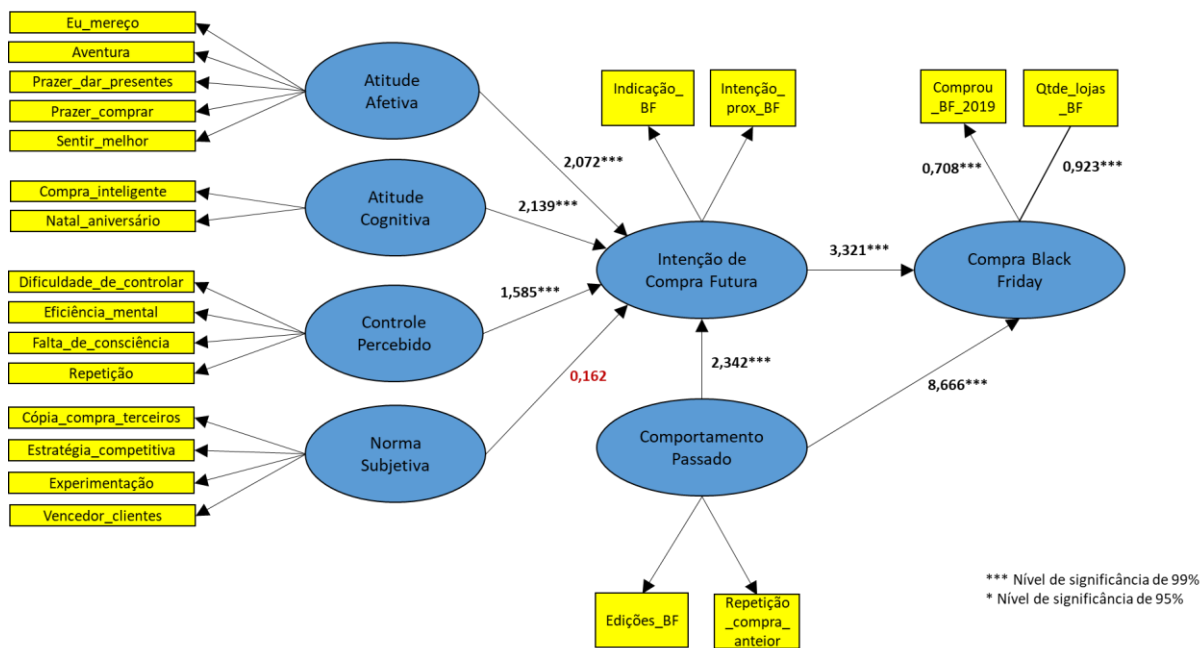 Eu_mereço
Aventura
Prazer_dar_presentes
Prazer_comprar
Sentir_melhor
Compra_inteligente
Natal_aniversário
Dificuldade_de_controlar
Eficiência_mental
Falta_de_consciência
Repetição
Cópia_compra_terceiros
Estratégia_competitiva
Experimentação
Vencedor_clientes
Atitude
Afetiva
Atitude
Cognitiva
Controle
Percebido
Norma
Subjetiva
2,072***
2,139***
1,585***
0,162
Indicação_
BF
Intenção_
prox_BF
Intenção de
Compra Futura
2,342***
Comportamento
Passado
Edições_BF
Repetição
_compra_
anteior
3,321***
8,666***
Comprou
_BF_2019
Qtde_lojas
_BF
0,708***
0,923***
Compra Black
Friday
*** Nível de significância de 99%
* Nível de significância de 95%